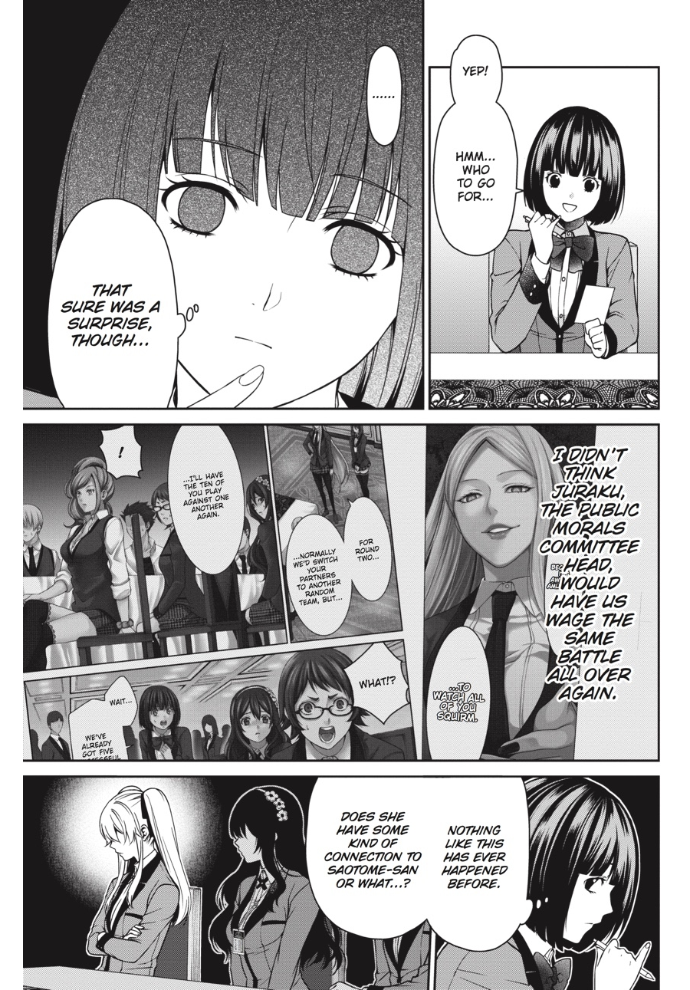 YEP!
HMM...
WHO
TO GO
FOR...
......
THAT
SURE WAS A
SURPRISE,
THOUGH...
I DIDN'T
THINK
JURAKU,
THE PUBLIC
MORALS
COMMITTEE
HEAD,
WOULD
HAVE US
WAGE THE
SAME
BATTLE
ALL OVER
AGAIN.
FOR
ROUND
TWO...
...NORMALLY
WE'D SWITCH
YOUR
PARTNERS
TO ANOTHER
RANDOM
TEAM, BUT...
...I'LL HAVE
THE TEN OF
YOU PLAY
AGAINST ONE
ANOTHER
AGAIN.
!
...TO
WATCH ALL
OF YOU
SQUIRM.
WHAT!?
WAIT...
WE'VE
ALREADY
GOT FIVE
NOTHING
LIKE THIS
HAS EVER
HAPPENED
BEFORE.
DOES SHE
HAVE SOME
KIND OF
CONNECTION TO
SAOTOME-SAN
OR WHAT...?